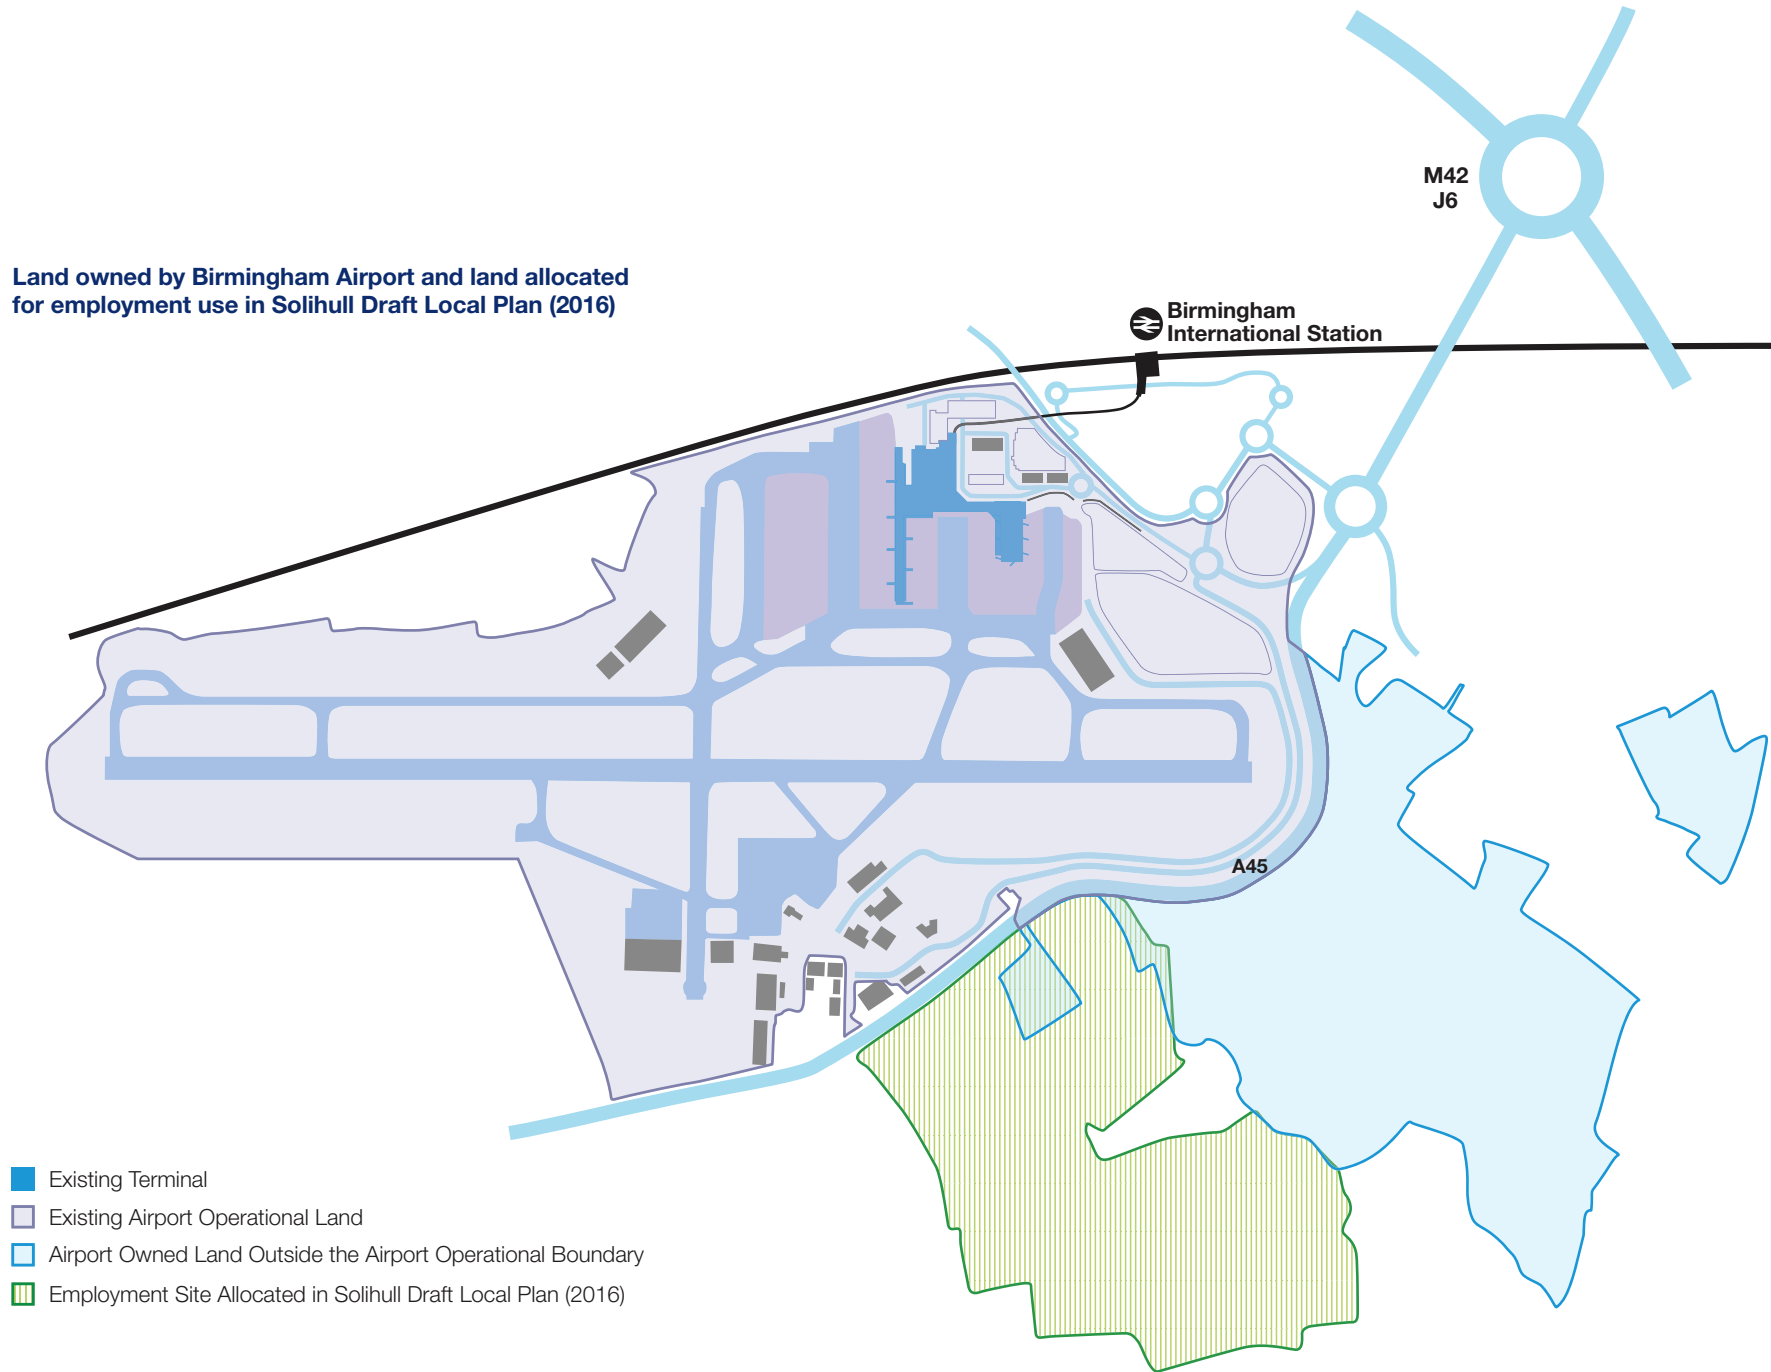 M42
J6
Land owned by Birmingham Airport and land allocated
for employment use in Solihull Draft Local Plan (2016)
Birmingham
International Station
A45
Existing Terminal
Existing Airport Operational Land
Airport Owned Land Outside the Airport Operational Boundary
Employment Site Allocated in Solihull Draft Local Plan (2016)